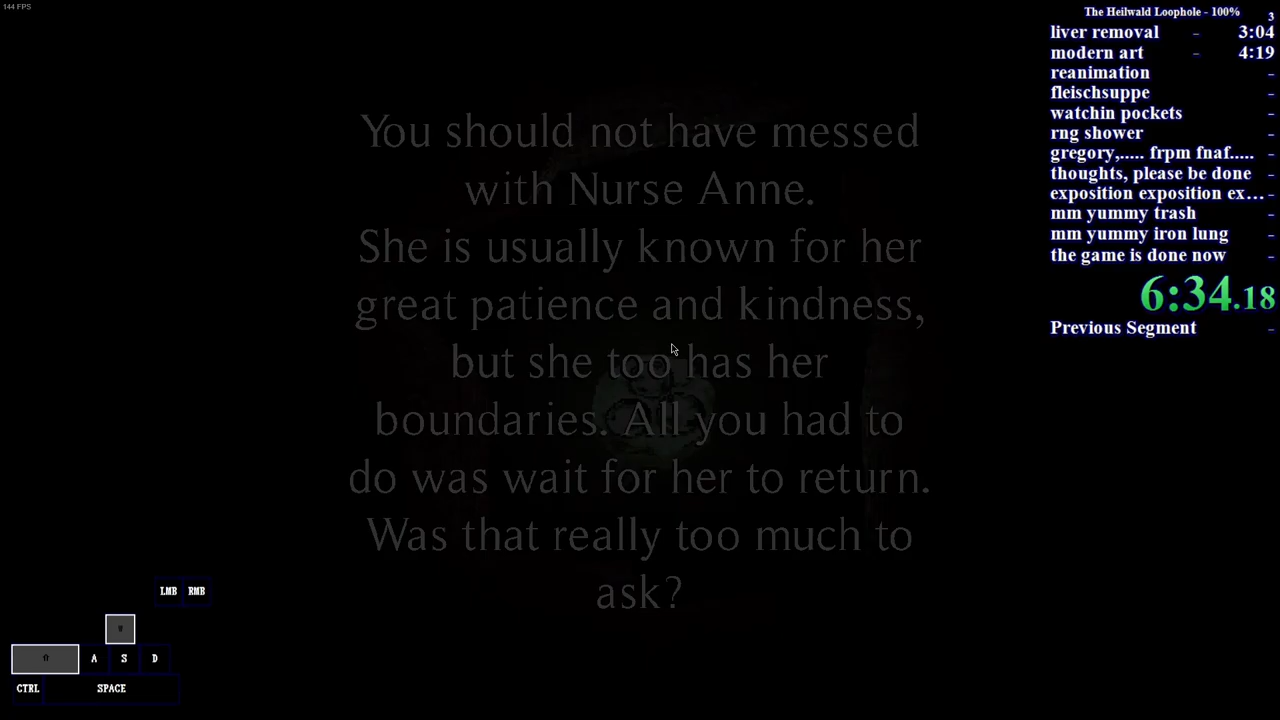 144 FPS
The Heilwald Loophole - 100%
3
liver removal - 3:04
modern art - 4:19
reanimation -
fleischsuppe -
watchin pockets -
rng shower -
gregory,..... frpm fnaf..... -
thoughts, please be done -
exposition exposition ex... -
mm yummy trash -
mm yummy iron lung -
the game is done now -
6:34.18
Previous Segment -
You should not have messed
with Nurse Anne.
She is usually known for her
great patience and kindness,
but she too has her
boundaries. All you had to
do was wait for her to return.
Was that really too much to
ask?
LMB RMB
W
⇧ A S D
CTRL SPACE